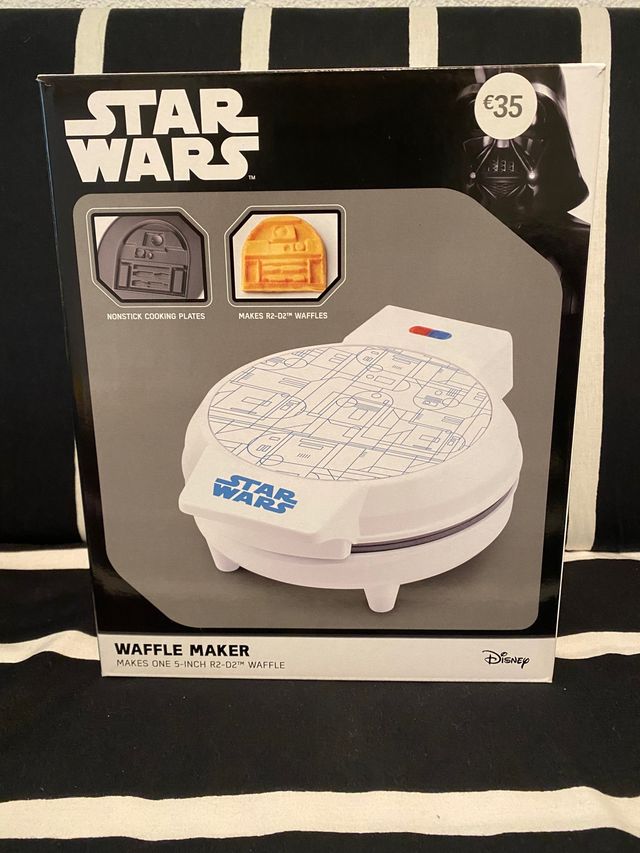 STAR
WARS™
€35
NONSTICK COOKING PLATES
MAKES R2-D2™ WAFFLES
STAR
WARS
WAFFLE MAKER
MAKES ONE 5-INCH R2-D2™ WAFFLE
Disney